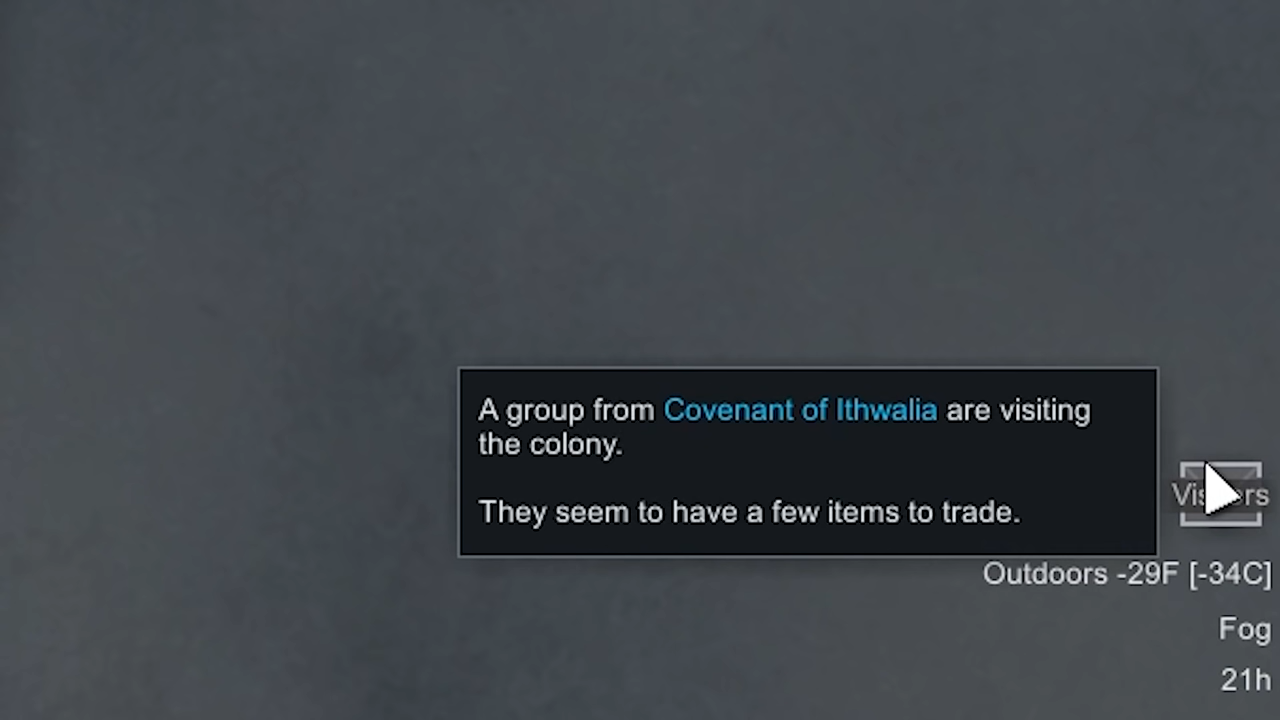 A group from Covenant of Ithwalia are visiting
the colony.
They seem to have a few items to trade.
Outdoors -29F [-34C]
Fog
21h